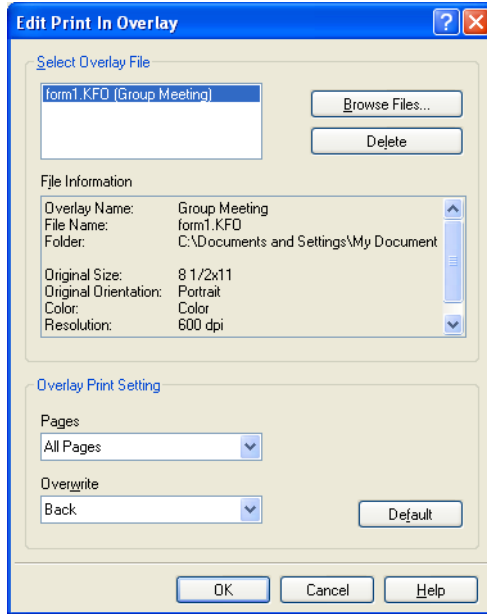 Edit Print In Overlay
Select Overlay File
form1.KFO (Group Meeting)
Browse Files...
Delete
File Information
Overlay Name: Group Meeting
File Name: form1.KFO
Folder: C:\Documents and Settings\My Document
Original Size: 8 1/2x11
Original Orientation: Portrait
Color: Color
Resolution: 600 dpi
Overlay Print Setting
Pages
All Pages
Overwrite
Back
Default
OK Cancel Help